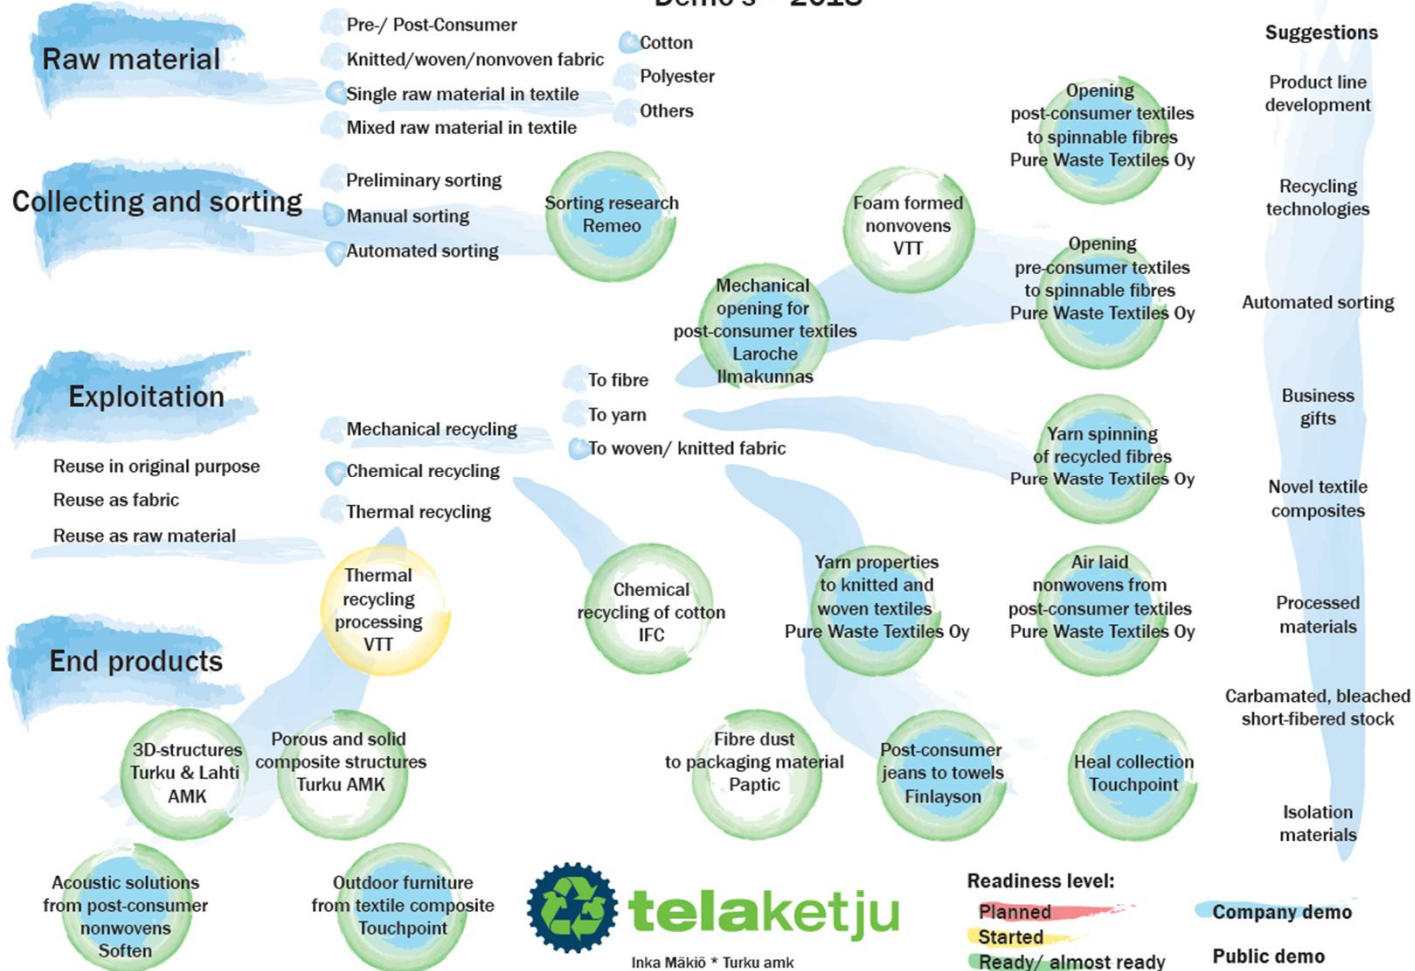 Demo's 2018
Raw material
Pre-/ Post-Consumer
Knitted/woven/nonvoven fabric
Single raw material in textile
Mixed raw material in textile
Cotton
Polyester
Others
Collecting and sorting
Preliminary sorting
Manual sorting
Automated sorting
Sorting research
Remeo
Foam formed
nonvovens
VTT
Opening
post-consumer textiles
to spinnable fibres
Pure Waste Textiles Oy
Mechanical
opening for
post-consumer textiles
Laroche
Ilmakunnas
Opening
pre-consumer textiles
to spinnable fibres
Pure Waste Textiles Oy
Exploitation
Reuse in original purpose
Reuse as fabric
Reuse as raw material
Mechanical recycling
Chemical recycling
Thermal recycling
To fibre
To yarn
To woven/ knitted fabric
Yarn spinning
of recycled fibres
Pure Waste Textiles Oy
Thermal
recycling
processing
VTT
Chemical
recycling of cotton
IFC
Yarn properties
to knitted and
woven textiles
Pure Waste Textiles Oy
Air laid
nonwovens from
post-consumer textiles
Pure Waste Textiles Oy
End products
3D-structures
Turku & Lahti
AMK
Porous and solid
composite structures
Turku AMK
Fibre dust
to packaging material
Paptic
Post-consumer
jeans to towels
Finlayson
Heal collection
Touchpoint
Acoustic solutions
from post-consumer
nonwovens
Soften
Outdoor furniture
from textile composite
Touchpoint
Suggestions
Product line
development
Recycling
technologies
Automated sorting
Business
gifts
Novel textile
composites
Processed
materials
Carbamated, bleached
short-fibered stock
Isolation
materials
telaketju
Inka Mäkiö * Turku amk
Readiness level:
Planned
Started
Ready/ almost ready
Company demo
Public demo